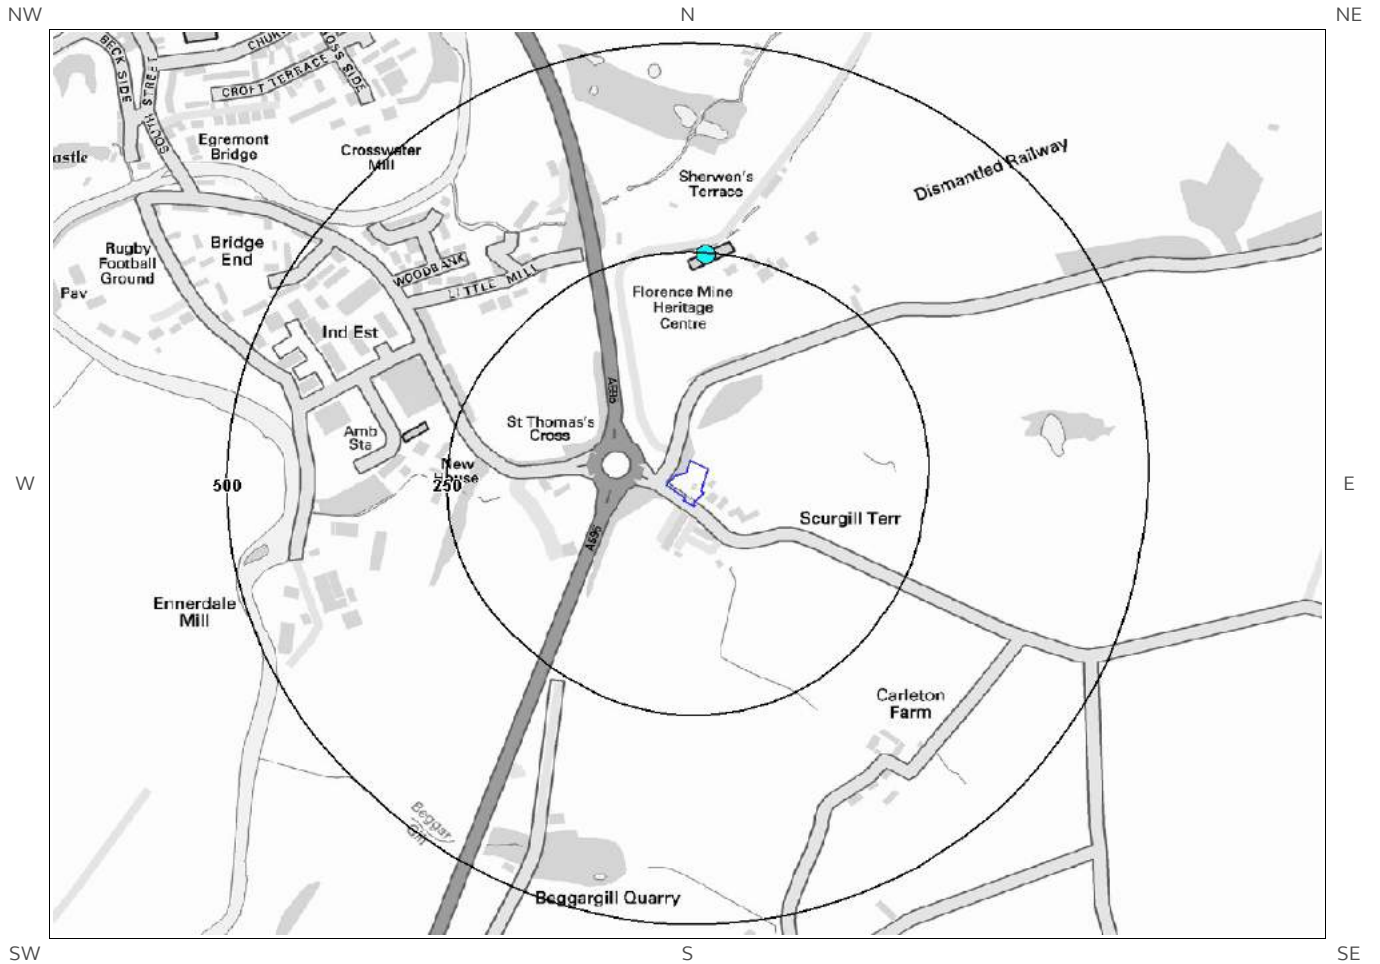 NW
N
NE
BECK SIDE
SOUTH STREET
CROFT TERRACE
astle
Egremont
Bridge
Crosswater
Mill
Sherwen's
Terrace
Dismantled Railway
Rugby
Football
Ground
Bridge
End
WOODBANK
LITTLE MILL
Pav
Florence Mine
Heritage
Centre
Ind Est
A595
St Thomas's
Cross
Amb
Sta
New
House
W
500
250
E
Scurgill Terr
A595
Ennerdale
Mill
Carleton
Farm
Beggar
Gill
Beggargill Quarry
SW
S
SE